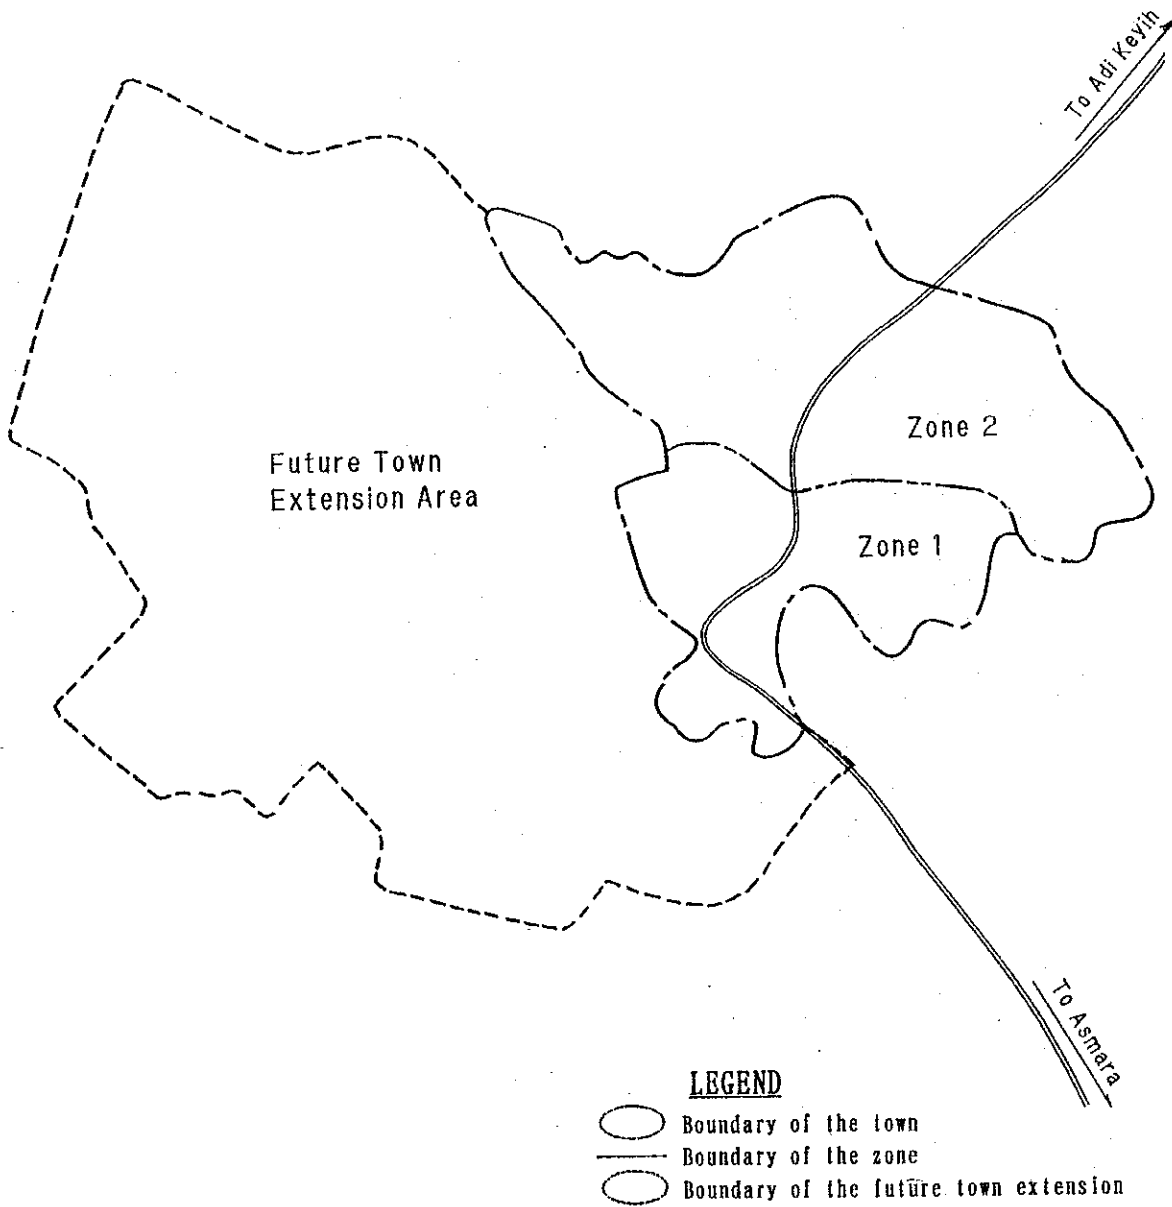 To Adi Keyih
Zone 2
Future Town
Extension Area
Zone 1
To Asmara
LEGEND
Boundary of the town
Boundary of the zone
Boundary of the future town extension